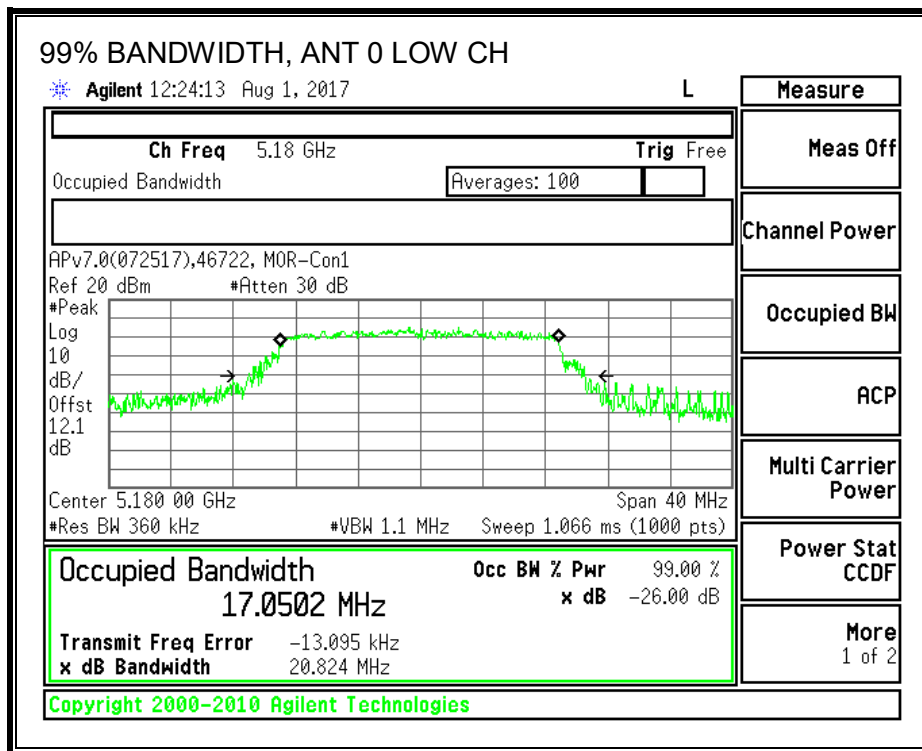 99% BANDWIDTH, ANT 0 LOW CH
Agilent 12:24:13 Aug 1, 2017 L
Measure
Ch Freq 5.18 GHz Trig Free
Occupied Bandwidth Averages: 100
APv7.0(072517),46722, MOR-Con1
Ref 20 dBm #Atten 30 dB
#Peak
Log
10
dB/
Offst
12.1
dB
Center 5.180 00 GHz Span 40 MHz
#Res BW 360 kHz #VBW 1.1 MHz Sweep 1.066 ms (1000 pts)
Occupied Bandwidth Occ BW % Pwr 99.00 %
17.0502 MHz x dB -26.00 dB
Transmit Freq Error -13.095 kHz
x dB Bandwidth 20.824 MHz
Meas Off
Channel Power
Occupied BW
ACP
Multi Carrier
Power
Power Stat
CCDF
More
1 of 2
Copyright 2000-2010 Agilent Technologies